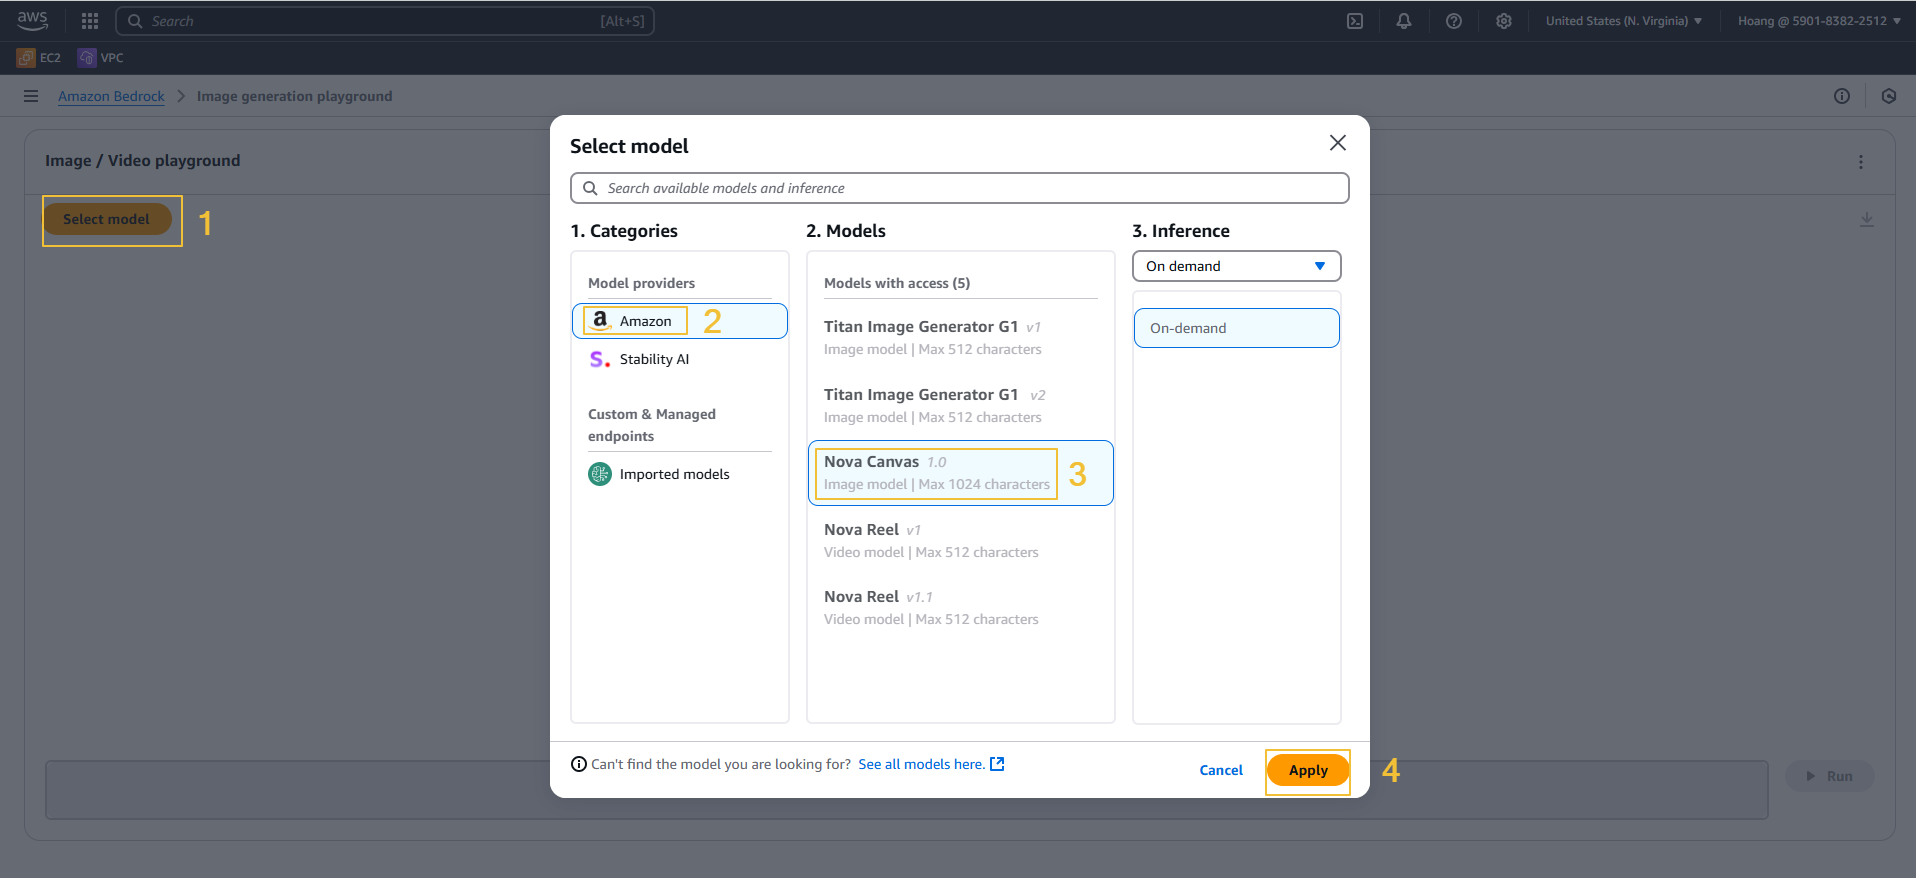 aws
Search
[Alt+S]
United States (N. Virginia)
Hoang @ 5901-8382-2512
EC2
VPC
Amazon Bedrock
Image generation playground
Image / Video playground
Select model
1
Select model
Search available models and inference
1. Categories
Model providers
a
Amazon
2
S.
Stability AI
Custom & Managed
endpoints
Imported models
2. Models
Models with access (5)
Titan Image Generator G1 v1
Image model | Max 512 characters
Titan Image Generator G1 v2
Image model | Max 512 characters
Nova Canvas 1.0
Image model | Max 1024 characters
3
Nova Reel v1
Video model | Max 512 characters
Nova Reel v1.1
Video model | Max 512 characters
3. Inference
On demand
On-demand
Can't find the model you are looking for? See all models here.
Cancel
Apply
4
Run